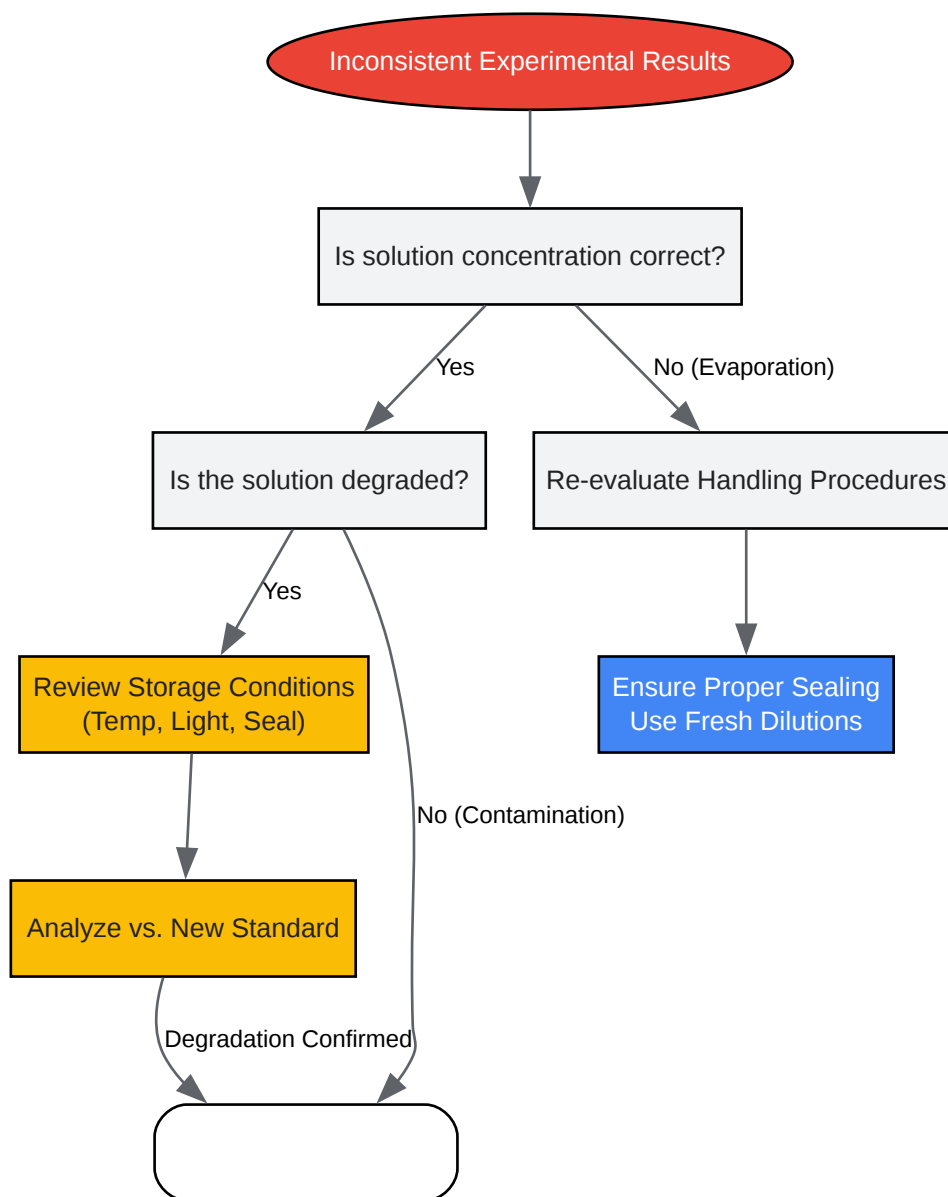 Inconsistent Experimental Results
Is solution concentration correct?
Yes
No (Evaporation)
Is the solution degraded?
Re-evaluate Handling Procedures
Yes
Review Storage Conditions
(Temp, Light, Seal)
Ensure Proper Sealing
Use Fresh Dilutions
No (Contamination)
Analyze vs. New Standard
Degradation Confirmed